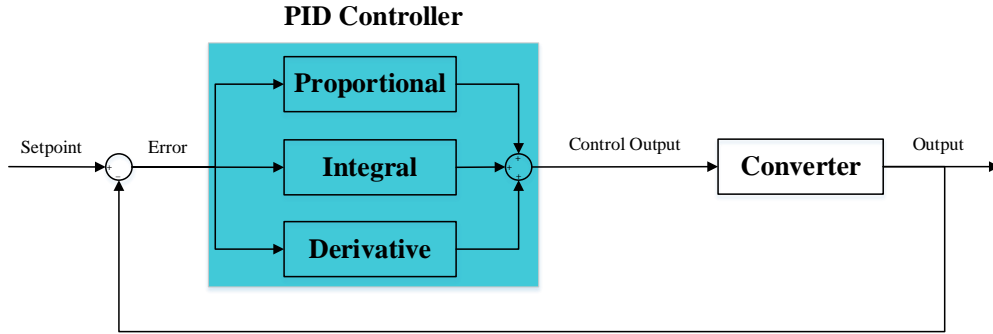 PID Controller
Proportional
Setpoint
Error
Integral
Control Output
Converter
Output
Derivative
+
−
+
+
+